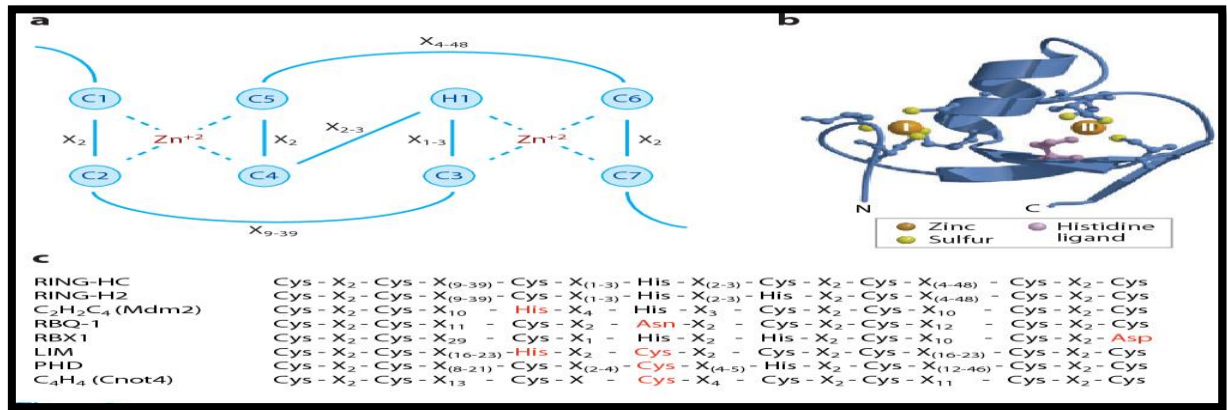 a
b
X4-48
C1
C5
H1
C6
X2
Zn+2
X2
X2-3
X1-3
Zn+2
X2
C2
C4
C3
C7
X9-39
I
II
N
C
Zinc
Histidine ligand
Sulfur
c
RING-HC Cys - X2 - Cys - X(9-39) - Cys - X(1-3) - His - X(2-3) - Cys - X2 - Cys - X(4-48) - Cys - X2 - Cys
RING-H2 Cys - X2 - Cys - X(9-39) - Cys - X(1-3) - His - X(2-3) - His - X2 - Cys - X(4-48) - Cys - X2 - Cys
C2H2C4 (Mdm2) Cys - X2 - Cys - X10 - His - X4 - His - X3 - Cys - X2 - Cys - X10 - Cys - X2 - Cys
RBQ-1 Cys - X2 - Cys - X11 - Cys - X2 - Asn - X2 - Cys - X2 - Cys - X12 - Cys - X2 - Cys
RBX1 Cys - X2 - Cys - X29 - Cys - X1 - His - X2 - His - X2 - Cys - X10 - Cys - X2 - Asp
LIM Cys - X2 - Cys - X(16-23) - His - X2 - Cys - X2 - Cys - X2 - Cys - X(16-23) - Cys - X2 - Cys
PHD Cys - X2 - Cys - X(8-21) - Cys - X(2-4) - Cys - X(4-5) - His - X2 - Cys - X(12-46) - Cys - X2 - Cys
C4H4 (Cnot4) Cys - X2 - Cys - X13 - Cys - X - Cys - X4 - Cys - X2 - Cys - X11 - Cys - X2 - Cys